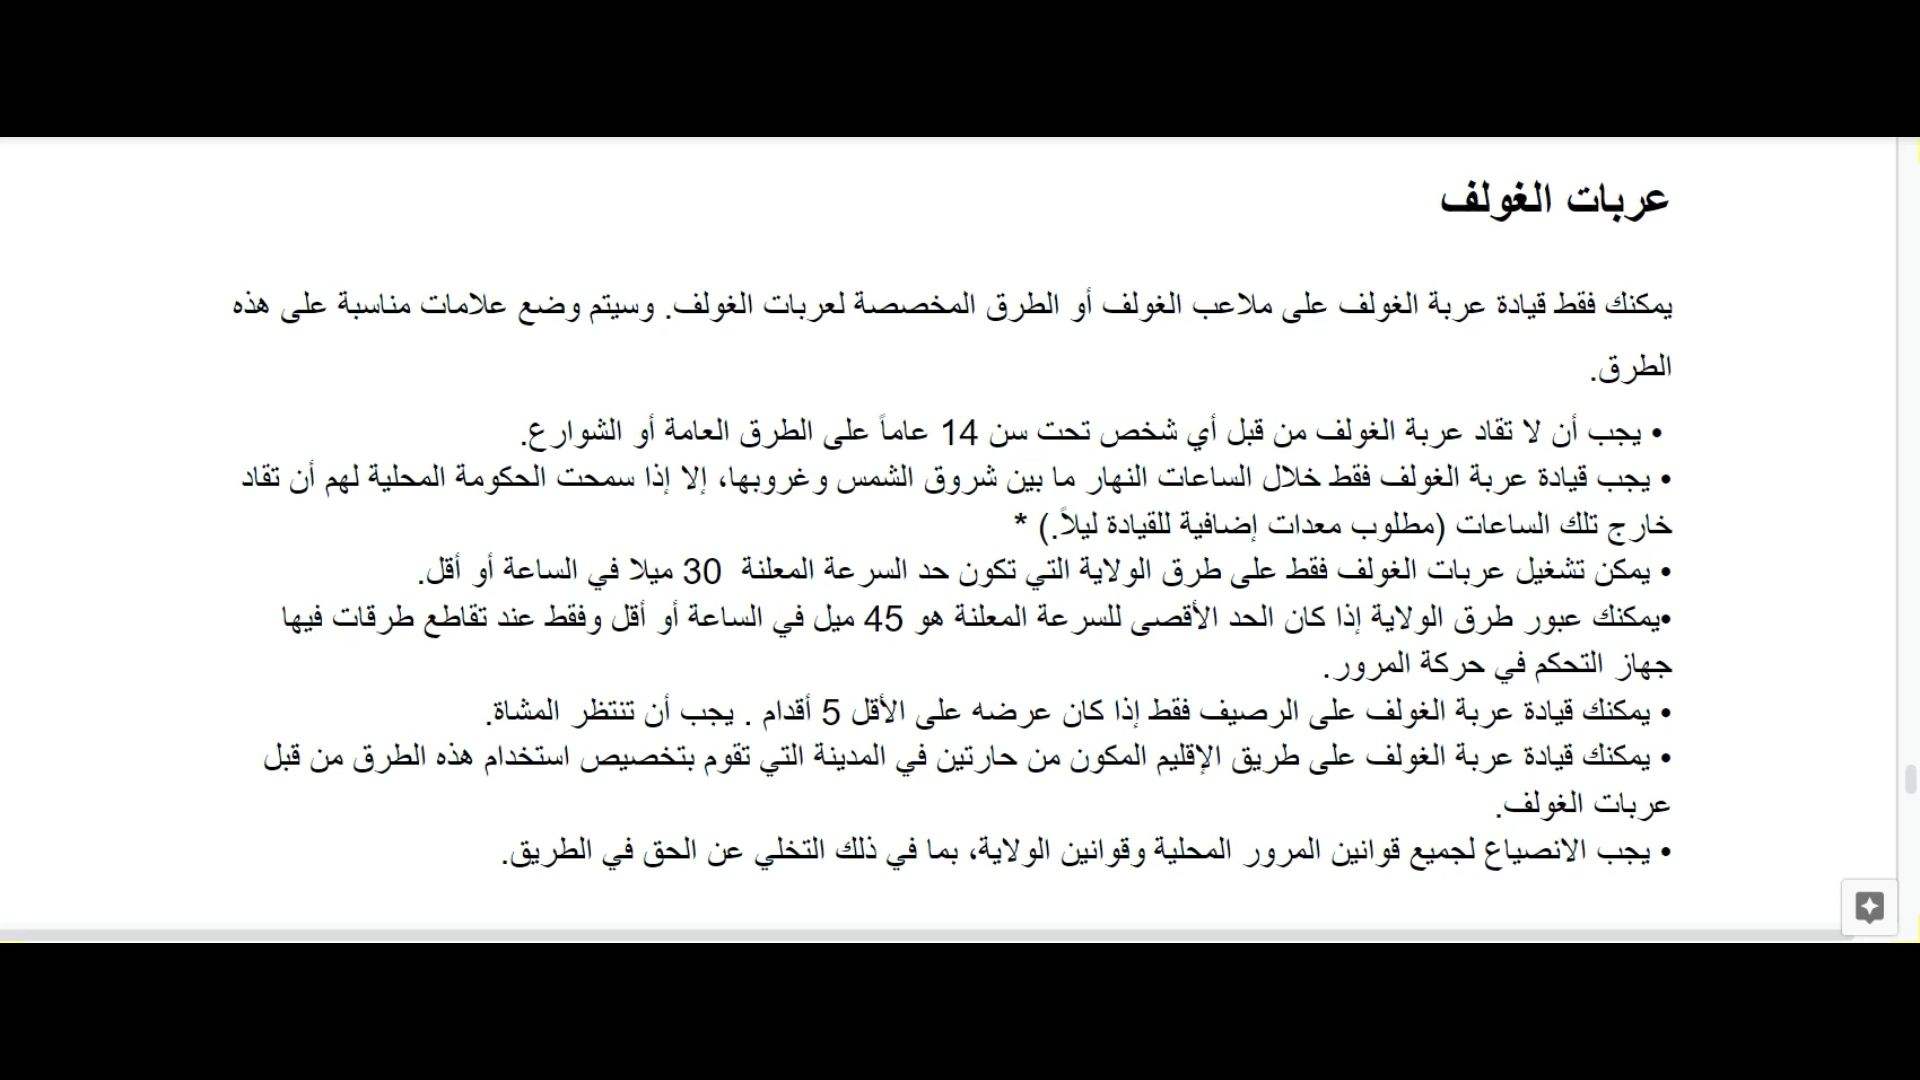 عربات الغولف
يمكنك فقط قيادة عربة الغولف على ملاعب الغولف أو الطرق المخصصة لعربات الغولف. وسيتم وضع علامات مناسبة على هذه
الطرق.
• يجب أن لا تقاد عربة الغولف من قبل أي شخص تحت سن 14 عاماً على الطرق العامة أو الشوارع.
• يجب قيادة عربة الغولف فقط خلال الساعات النهار ما بين شروق الشمس وغروبها، إلا إذا سمحت الحكومة المحلية لهم أن تقاد
خارج تلك الساعات (مطلوب معدات إضافية للقيادة ليلاً.) *
• يمكن تشغيل عربات الغولف فقط على طرق الولاية التي تكون حد السرعة المعلنة 30 ميلا في الساعة أو أقل.
•يمكنك عبور طرق الولاية إذا كان الحد الأقصى للسرعة المعلنة هو 45 ميل في الساعة أو أقل وفقط عند تقاطع طرقات فيها
جهاز التحكم في حركة المرور.
• يمكنك قيادة عربة الغولف على الرصيف فقط إذا كان عرضه على الأقل 5 أقدام . يجب أن تنتظر المشاة.
• يمكنك قيادة عربة الغولف على طريق الإقليم المكون من حارتين في المدينة التي تقوم بتخصيص استخدام هذه الطرق من قبل
عربات الغولف.
• يجب الانصياع لجميع قوانين المرور المحلية وقوانين الولاية، بما في ذلك التخلي عن الحق في الطريق.